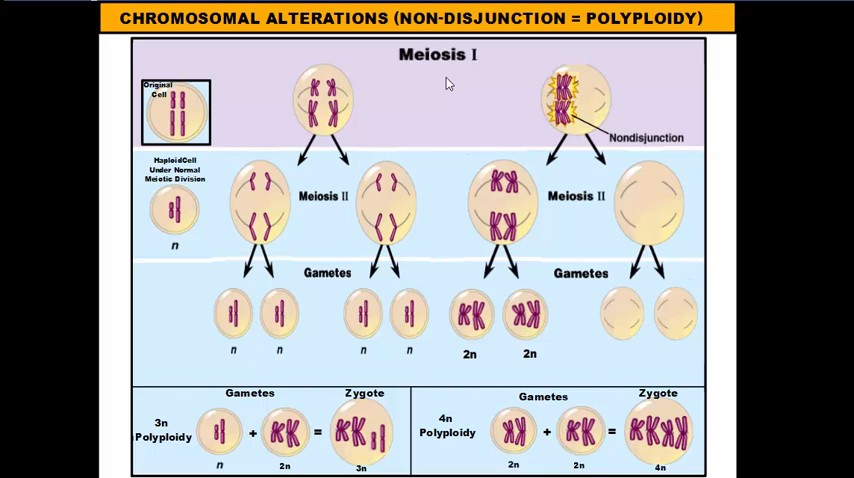 CHROMOSOMAL ALTERATIONS (NON-DISJUNCTION = POLYPLOIDY)
Meiosis I
Original
Cell
Nondisjunction
HaploidCell
Under Normal
Meiotic Division
n
Meiosis II
Meiosis II
Gametes
Gametes
n
n
n
n
2n
2n
3n
Polyploidy
Gametes
Zygote
+
=
n
2n
3n
4n
Polyploidy
Gametes
Zygote
+
=
2n
2n
4n